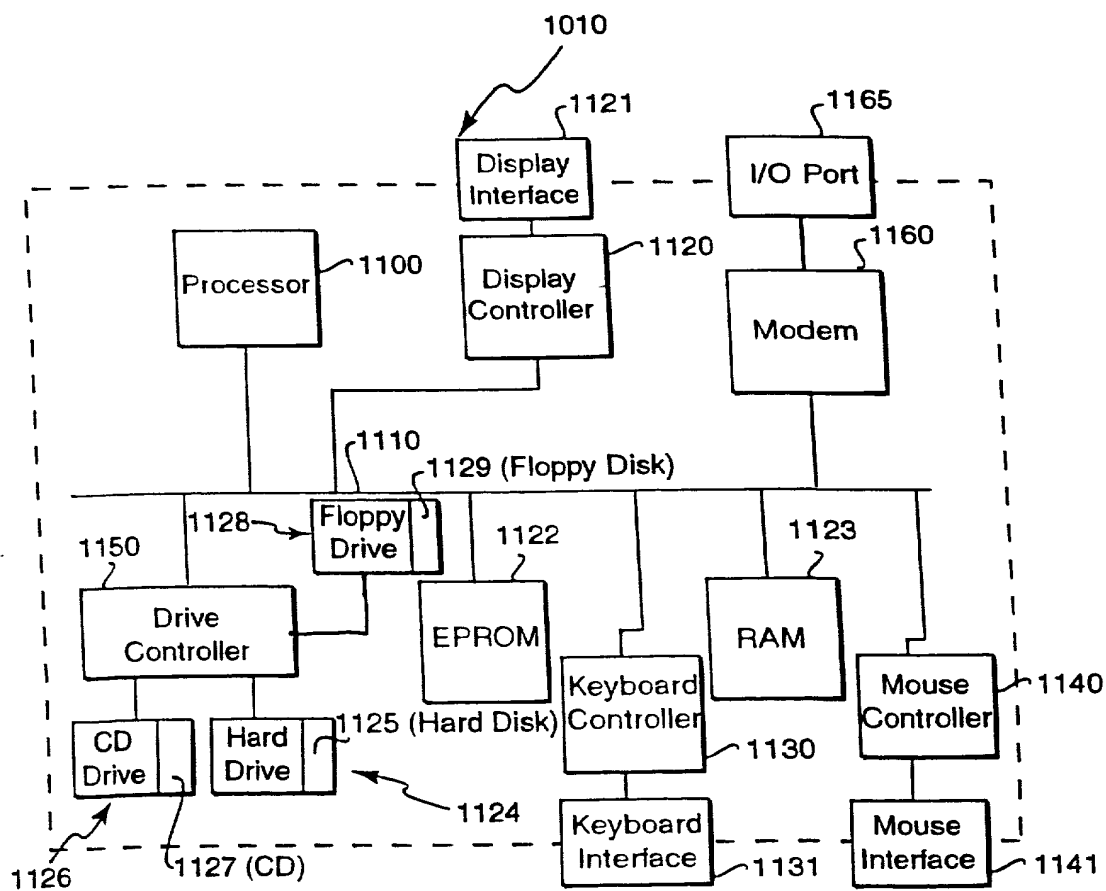 1010
1121
1165
Display
Interface
I/O Port
1120
1160
1100
Processor
Display
Controller
Modem
1110
1129 (Floppy Disk)
1128
Floppy
Drive
1122
1123
1150
Drive
Controller
EPROM
RAM
Keyboard
Controller
Mouse
Controller
1140
1125 (Hard Disk)
CD
Drive
Hard
Drive
1130
1124
Keyboard
Interface
Mouse
Interface
1126
1127 (CD)
1131
1141